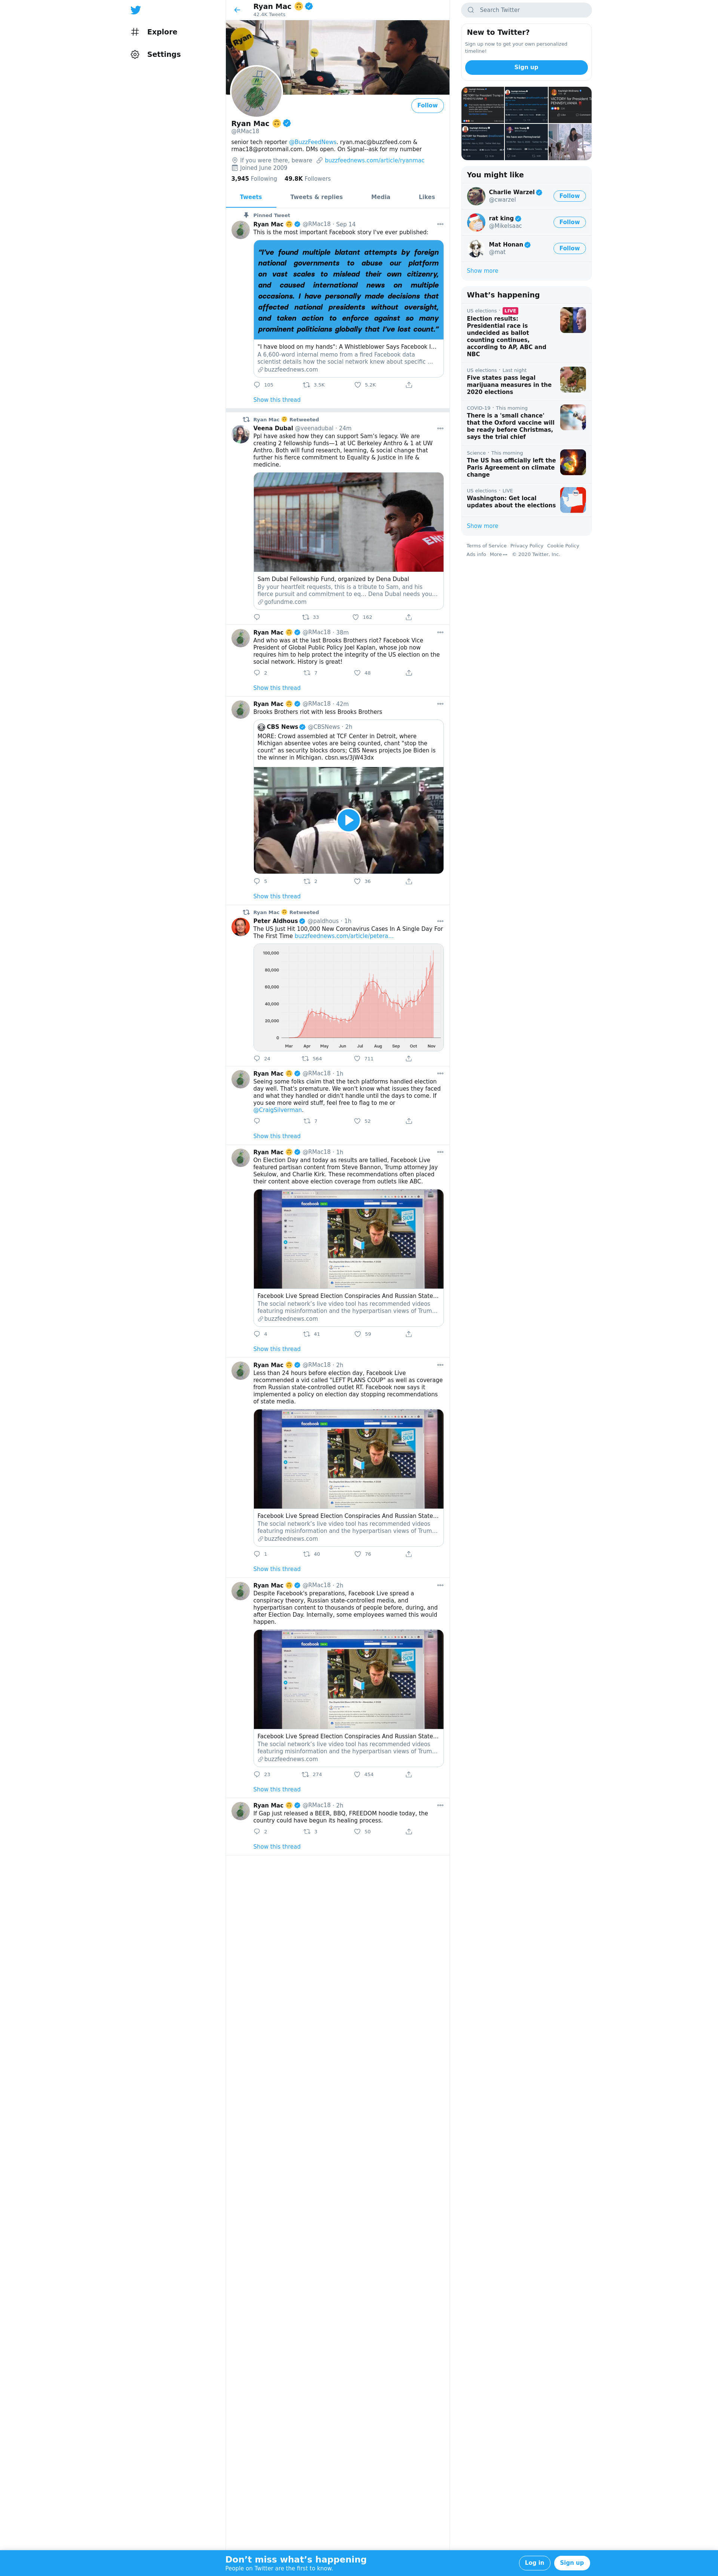 Explore
Settings
Ryan Mac 🙃
42.4K Tweets
Ryan
Follow
Ryan Mac 🙃
@RMac18
senior tech reporter @BuzzFeedNews. ryan.mac@buzzfeed.com &
rmac18@protonmail.com. DMs open. On Signal--ask for my number
If you were there, beware buzzfeednews.com/article/ryanmac
Joined June 2009
3,945 Following 49.8K Followers
Tweets Tweets & replies Media Likes
Pinned Tweet
Ryan Mac 🙃 @RMac18 · Sep 14
This is the most important Facebook story I've ever published:
"I've found multiple blatant attempts by foreign
national governments to abuse our platform
on vast scales to mislead their own citizenry,
and caused international news on multiple
occasions. I have personally made decisions that
affected national presidents without oversight,
and taken action to enforce against so many
prominent politicians globally that I've lost count."
"I have blood on my hands": A Whistleblower Says Facebook I...
A 6,600-word internal memo from a fired Facebook data
scientist details how the social network knew about specific ...
buzzfeednews.com
105 3.5K 5.2K
Show this thread
Ryan Mac 🙃 Retweeted
Veena Dubal @veenadubal · 24m
Ppl have asked how they can support Sam's legacy. We are
creating 2 fellowship funds—1 at UC Berkeley Anthro & 1 at UW
Anthro. Both will fund research, learning, & social change that
further his fierce commitment to Equality & Justice in life &
medicine.
ENG
Sam Dubal Fellowship Fund, organized by Dena Dubal
By your heartfelt requests, this is a tribute to Sam, and his
fierce pursuit and commitment to eq... Dena Dubal needs you...
gofundme.com
33 162
Ryan Mac 🙃 @RMac18 · 38m
And who was at the last Brooks Brothers riot? Facebook Vice
President of Global Public Policy Joel Kaplan, whose job now
requires him to help protect the integrity of the US election on the
social network. History is great!
2 7 48
Show this thread
Ryan Mac 🙃 @RMac18 · 42m
Brooks Brothers riot with less Brooks Brothers
CBS News @CBSNews · 2h
MORE: Crowd assembled at TCF Center in Detroit, where
Michigan absentee votes are being counted, chant "stop the
count" as security blocks doors; CBS News projects Joe Biden is
the winner in Michigan. cbsn.ws/3jW43dx
5 2 36
Show this thread
Ryan Mac 🙃 Retweeted
Peter Aldhous @paldhous · 1h
The US Just Hit 100,000 New Coronavirus Cases In A Single Day For
The First Time buzzfeednews.com/article/petera...
100,000
80,000
60,000
40,000
20,000
0
Mar Apr May Jun Jul Aug Sep Oct Nov
24 564 711
Ryan Mac 🙃 @RMac18 · 1h
Seeing some folks claim that the tech platforms handled election
day well. That's premature. We won't know what issues they faced
and what they handled or didn't handle until the days to come. If
you see more weird stuff, feel free to flag to me or
@CraigSilverman.
7 52
Show this thread
Ryan Mac 🙃 @RMac18 · 1h
On Election Day and today as results are tallied, Facebook Live
featured partisan content from Steve Bannon, Trump attorney Jay
Sekulow, and Charlie Kirk. These recommendations often placed
their content above election coverage from outlets like ABC.
Facebook Live Spread Election Conspiracies And Russian State...
The social network's live video tool has recommended videos
featuring misinformation and the hyperpartisan views of Trum...
buzzfeednews.com
4 41 59
Show this thread
Ryan Mac 🙃 @RMac18 · 2h
Less than 24 hours before election day, Facebook Live
recommended a vid called "LEFT PLANS COUP" as well as coverage
from Russian state-controlled outlet RT. Facebook now says it
implemented a policy on election day stopping recommendations
of state media.
Facebook Live Spread Election Conspiracies And Russian State...
The social network's live video tool has recommended videos
featuring misinformation and the hyperpartisan views of Trum...
buzzfeednews.com
1 40 76
Show this thread
Ryan Mac 🙃 @RMac18 · 2h
Despite Facebook's preparations, Facebook Live spread a
conspiracy theory, Russian state-controlled media, and
hyperpartisan content to thousands of people before, during, and
after Election Day. Internally, some employees warned this would
happen.
Facebook Live Spread Election Conspiracies And Russian State...
The social network's live video tool has recommended videos
featuring misinformation and the hyperpartisan views of Trum...
buzzfeednews.com
23 274 454
Show this thread
Ryan Mac 🙃 @RMac18 · 2h
If Gap just released a BEER, BBQ, FREEDOM hoodie today, the
country could have begun its healing process.
2 3 50
Show this thread
Search Twitter
New to Twitter?
Sign up now to get your own personalized
timeline!
Sign up
You might like
Charlie Warzel
@cwarzel
Follow
rat king
@MikeIsaac
Follow
Mat Honan
@mat
Follow
Show more
What's happening
US elections · LIVE
Election results:
Presidential race is
undecided as ballot
counting continues,
according to AP, ABC and
NBC
US elections · Last night
Five states pass legal
marijuana measures in the
2020 elections
COVID-19 · This morning
There is a 'small chance'
that the Oxford vaccine will
be ready before Christmas,
says the trial chief
Science · This morning
The US has officially left the
Paris Agreement on climate
change
US elections · LIVE
Washington: Get local
updates about the elections
Show more
Terms of Service Privacy Policy Cookie Policy
Ads info More © 2020 Twitter, Inc.
Don't miss what's happening
People on Twitter are the first to know.
Log in Sign up